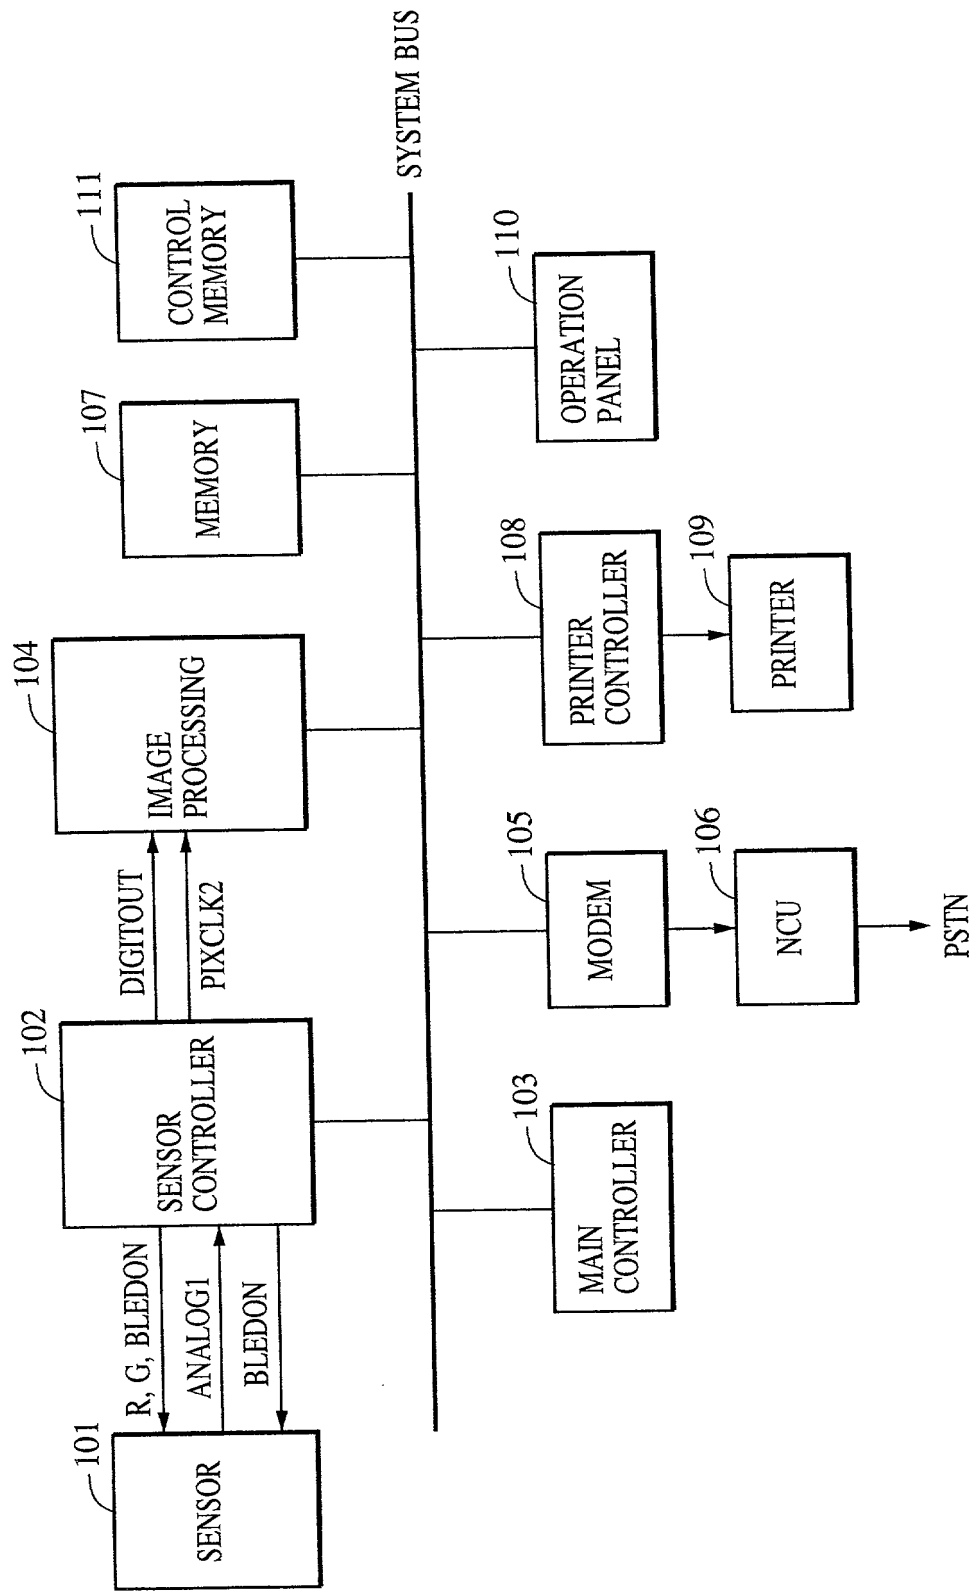 101
SENSOR
R, G, BLEDON
ANALOG1
BLEDON
102
SENSOR
CONTROLLER
DIGITOUT
PIXCLK2
104
IMAGE
PROCESSING
107
MEMORY
111
CONTROL
MEMORY
SYSTEM BUS
103
MAIN
CONTROLLER
105
MODEM
106
NCU
PSTN
108
PRINTER
CONTROLLER
109
PRINTER
110
OPERATION
PANEL